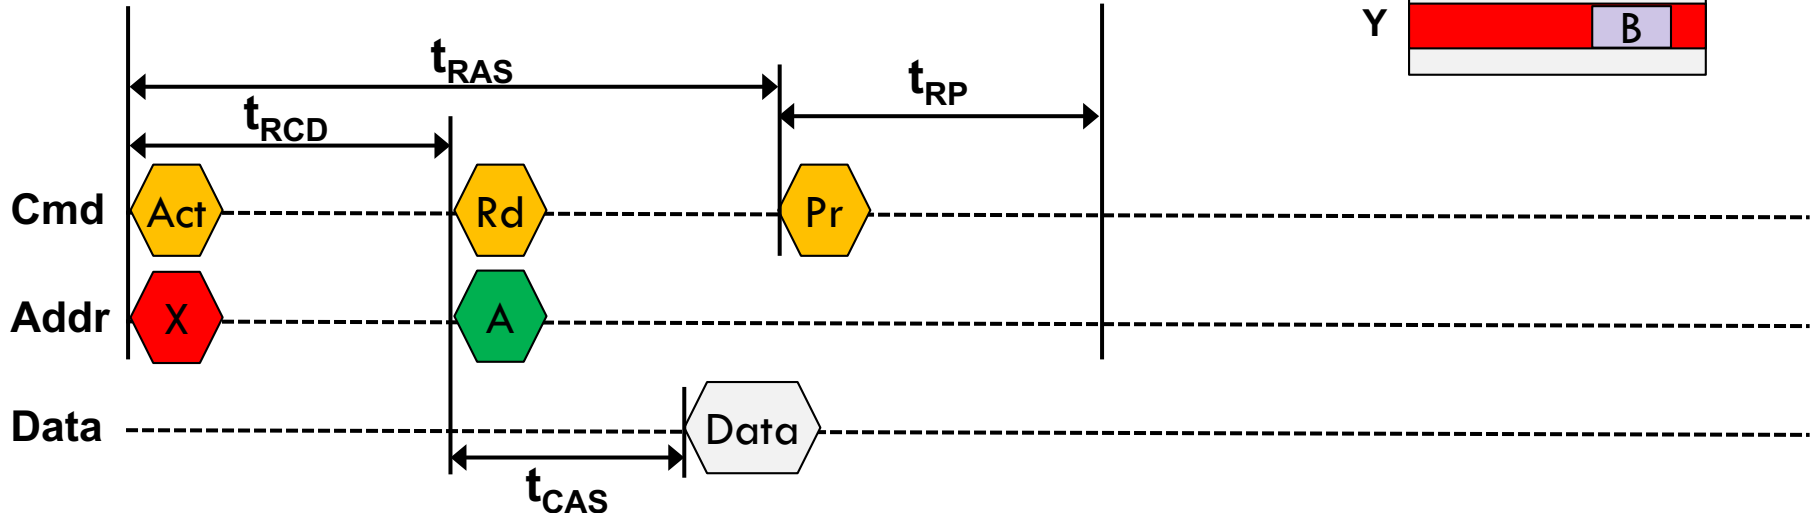 Y B
tRAS
tRP
tRCD
Cmd Act Rd Pr
Addr X A
Data Data
tCAS